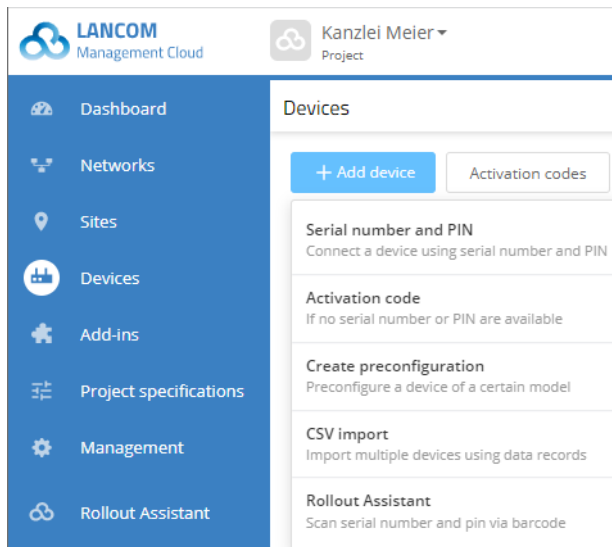 LANCOM
Management Cloud
Kanzlei Meier
Project
Dashboard
Networks
Sites
Devices
Add-ins
Project specifications
Management
Rollout Assistant
Devices
+ Add device
Activation codes
Serial number and PIN
Connect a device using serial number and PIN
Activation code
If no serial number or PIN are available
Create preconfiguration
Preconfigure a device of a certain model
CSV import
Import multiple devices using data records
Rollout Assistant
Scan serial number and pin via barcode